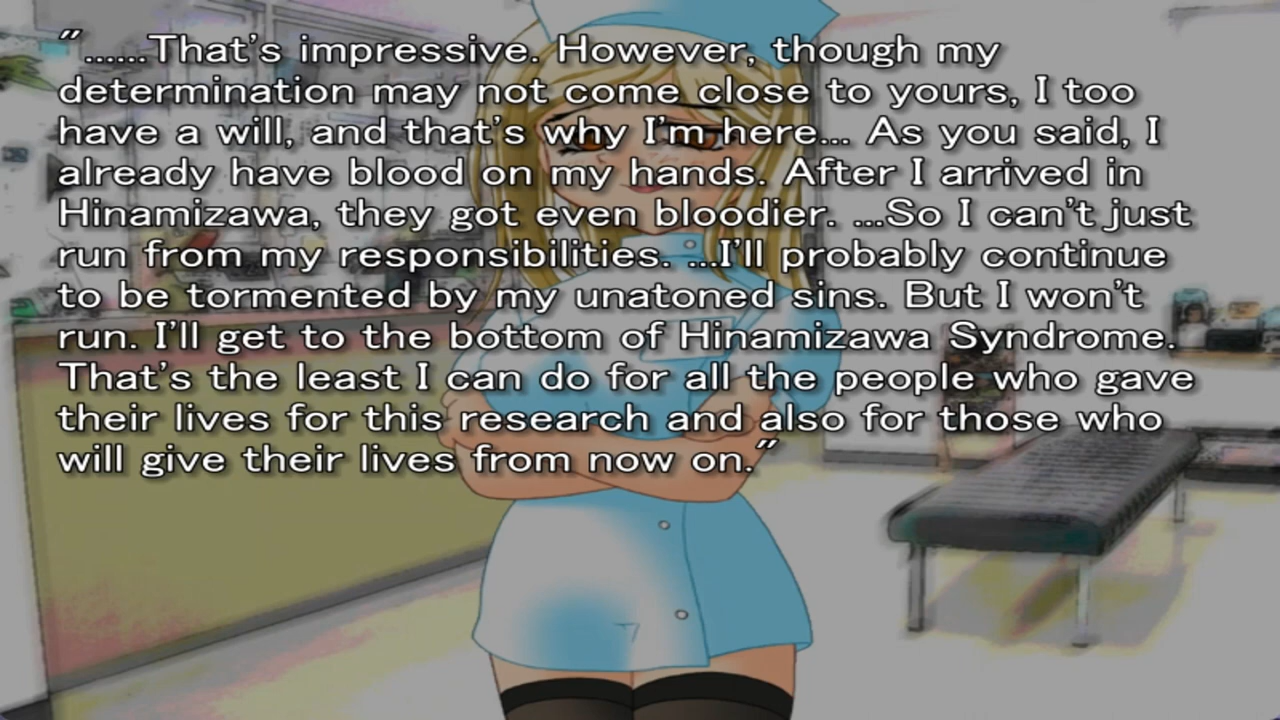 "......That's impressive. However, though my
determination may not come close to yours, I too
have a will, and that's why I'm here... As you said, I
already have blood on my hands. After I arrived in
Hinamizawa, they got even bloodier. ...So I can't just
run from my responsibilities. ...I'll probably continue
to be tormented by my unatoned sins. But I won't
run. I'll get to the bottom of Hinamizawa Syndrome.
That's the least I can do for all the people who gave
their lives for this research and also for those who
will give their lives from now on."